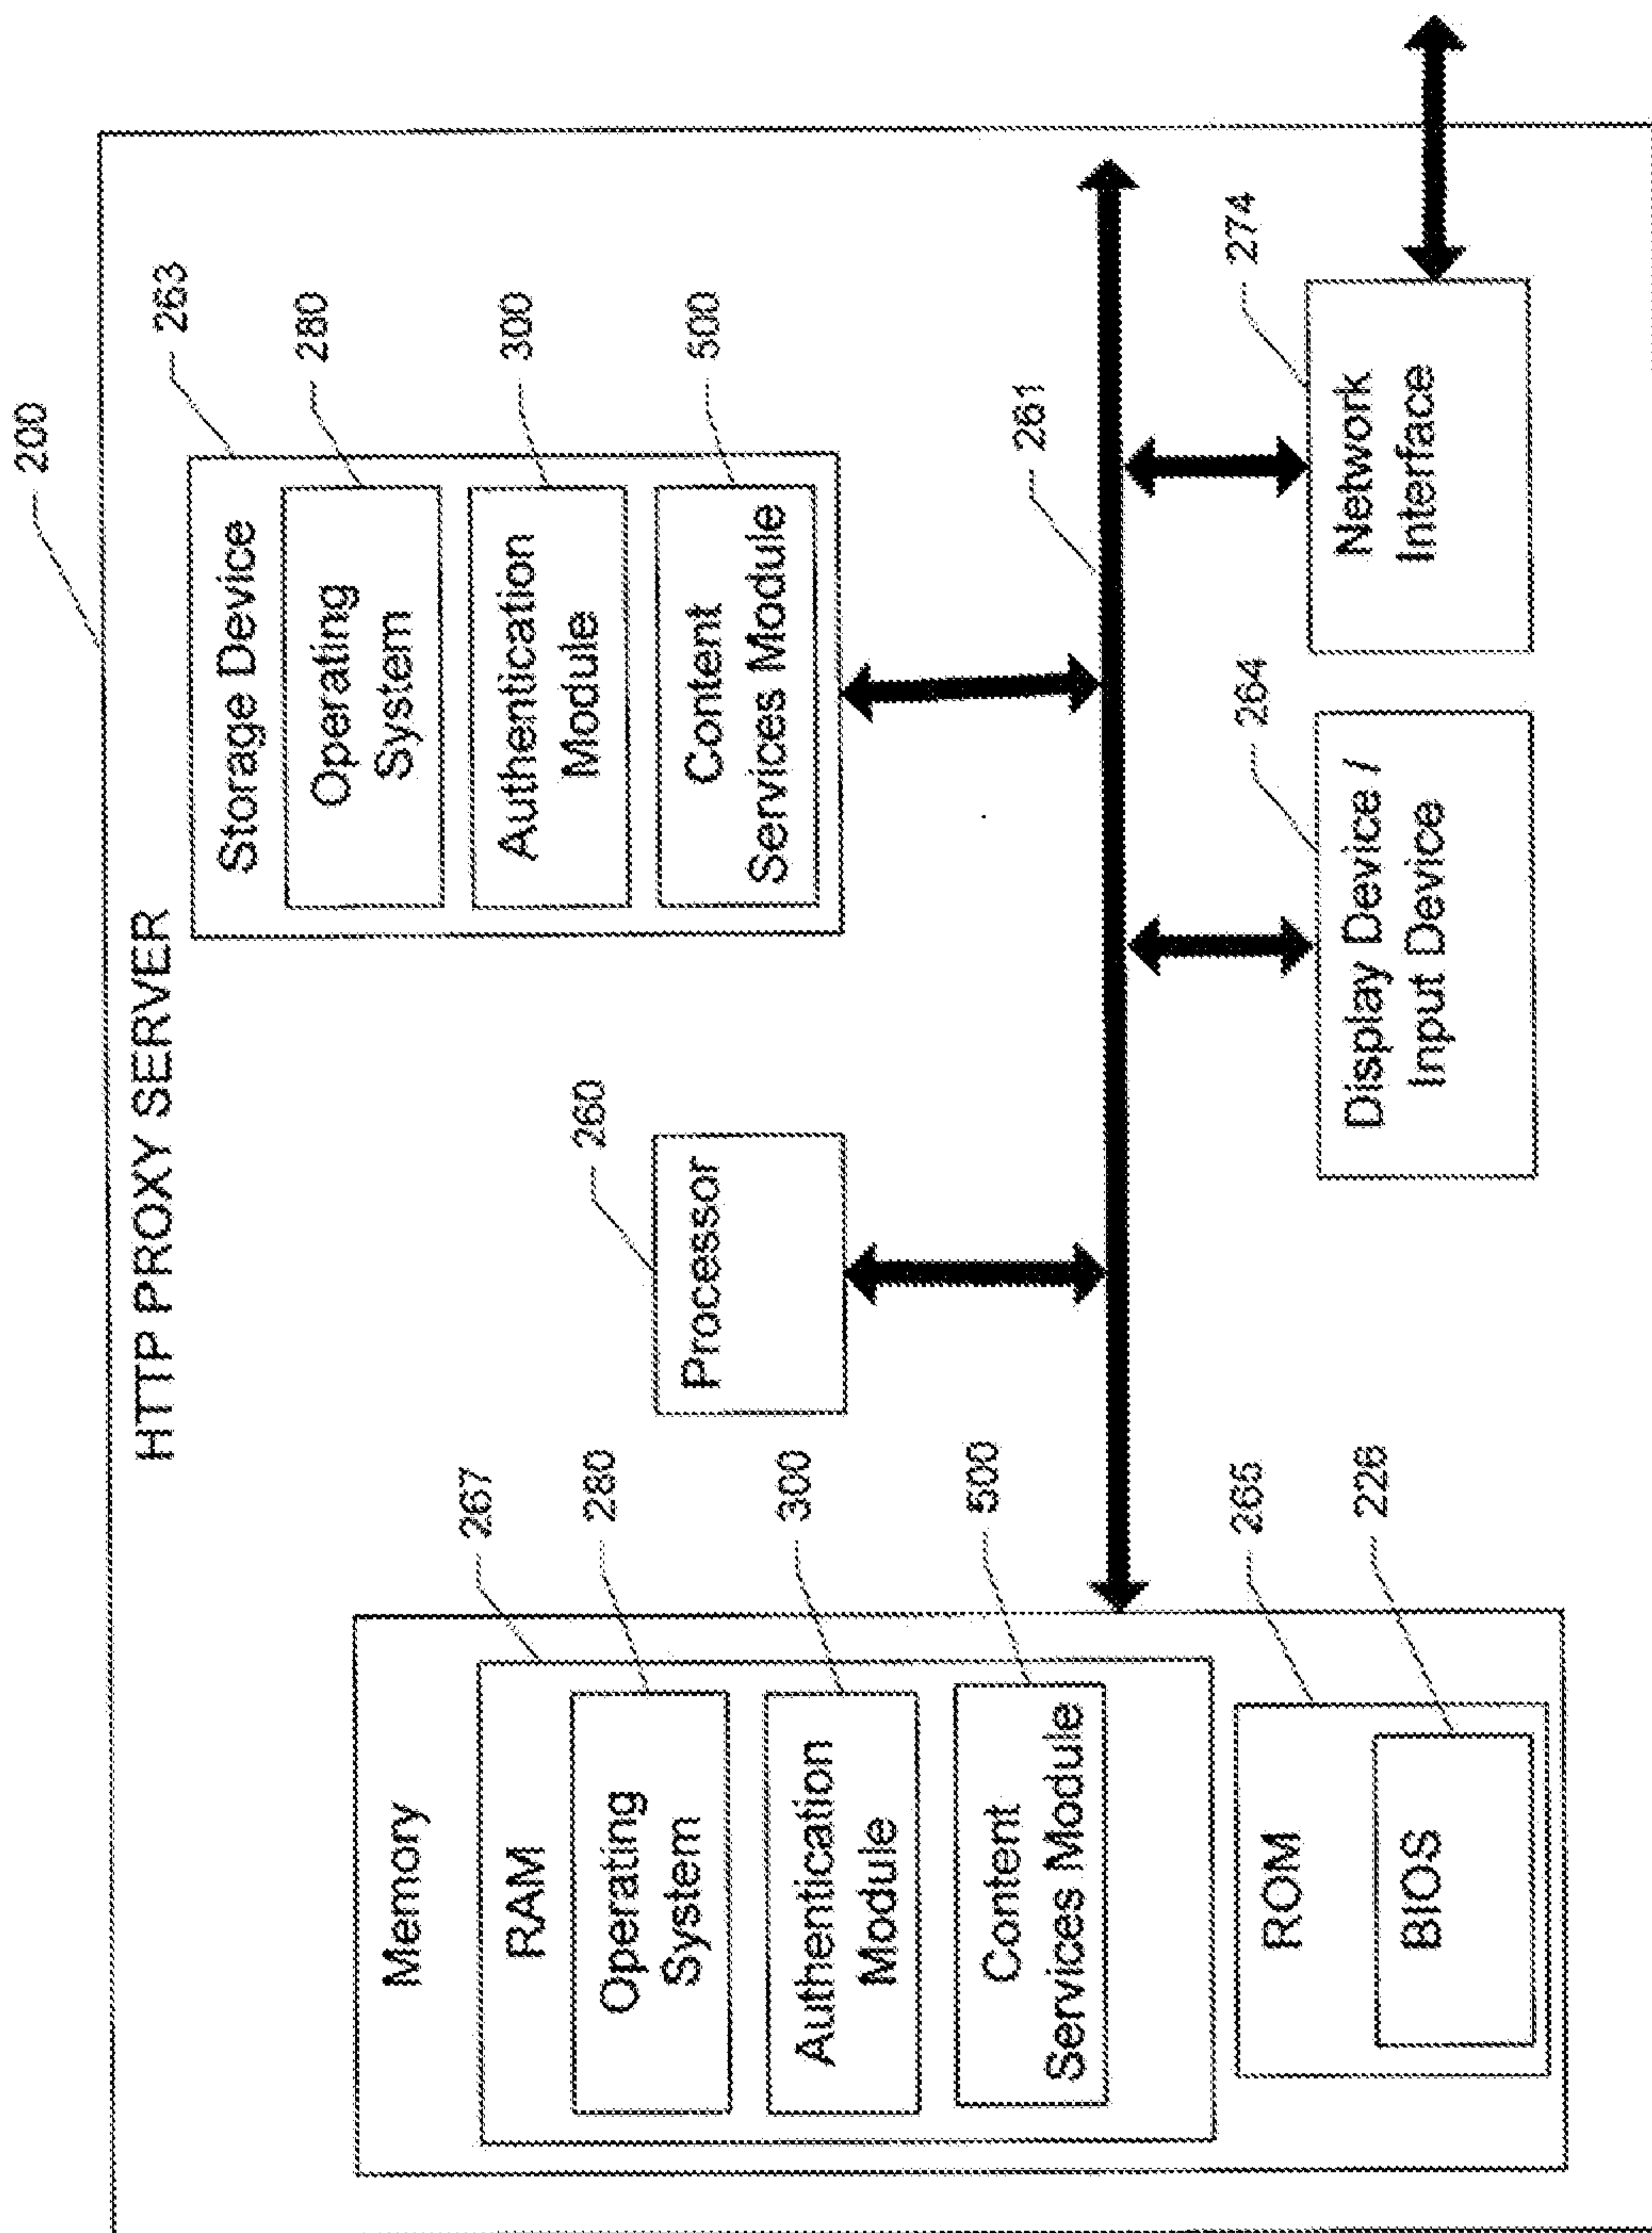 200
HTTP PROXY SERVER
263
Storage Device
280
Operating
System
300
Authentication
Module
500
Content
Services Module
260
Processor
Memory
267
RAM
280
Operating
System
300
Authentication
Module
500
Content
Services Module
265
ROM
226
BIOS
261
264
Display Device /
Input Device
274
Network
Interface